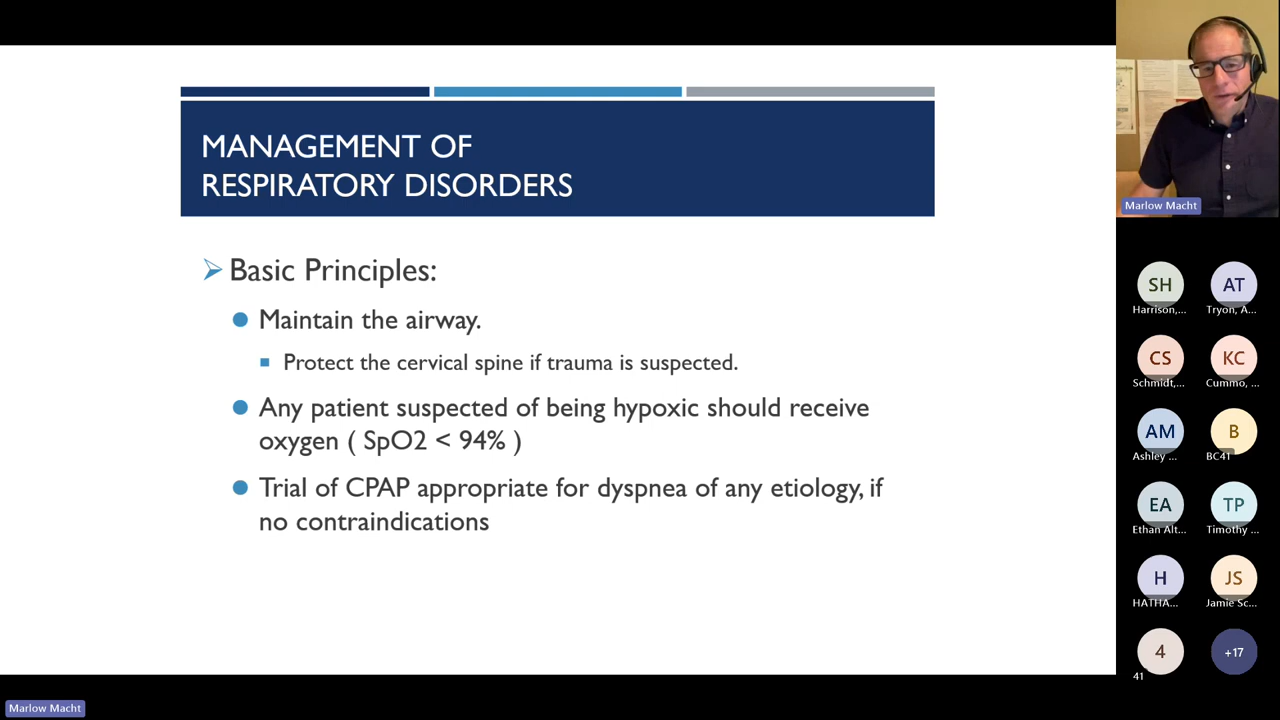 MANAGEMENT OF
RESPIRATORY DISORDERS
Basic Principles:
Maintain the airway.
Protect the cervical spine if trauma is suspected.
Any patient suspected of being hypoxic should receive
oxygen ( SpO2 < 94% )
Trial of CPAP appropriate for dyspnea of any etiology, if
no contraindications
Marlow Macht
SH
AT
Harrison,...
Tryon, A...
CS
KC
Schmidt,...
Cummo, ...
AM
B
Ashley ...
BC41
EA
TP
Ethan Alt...
Timothy ...
H
JS
HATHA...
Jamie Sc...
4
+17
41
Marlow Macht